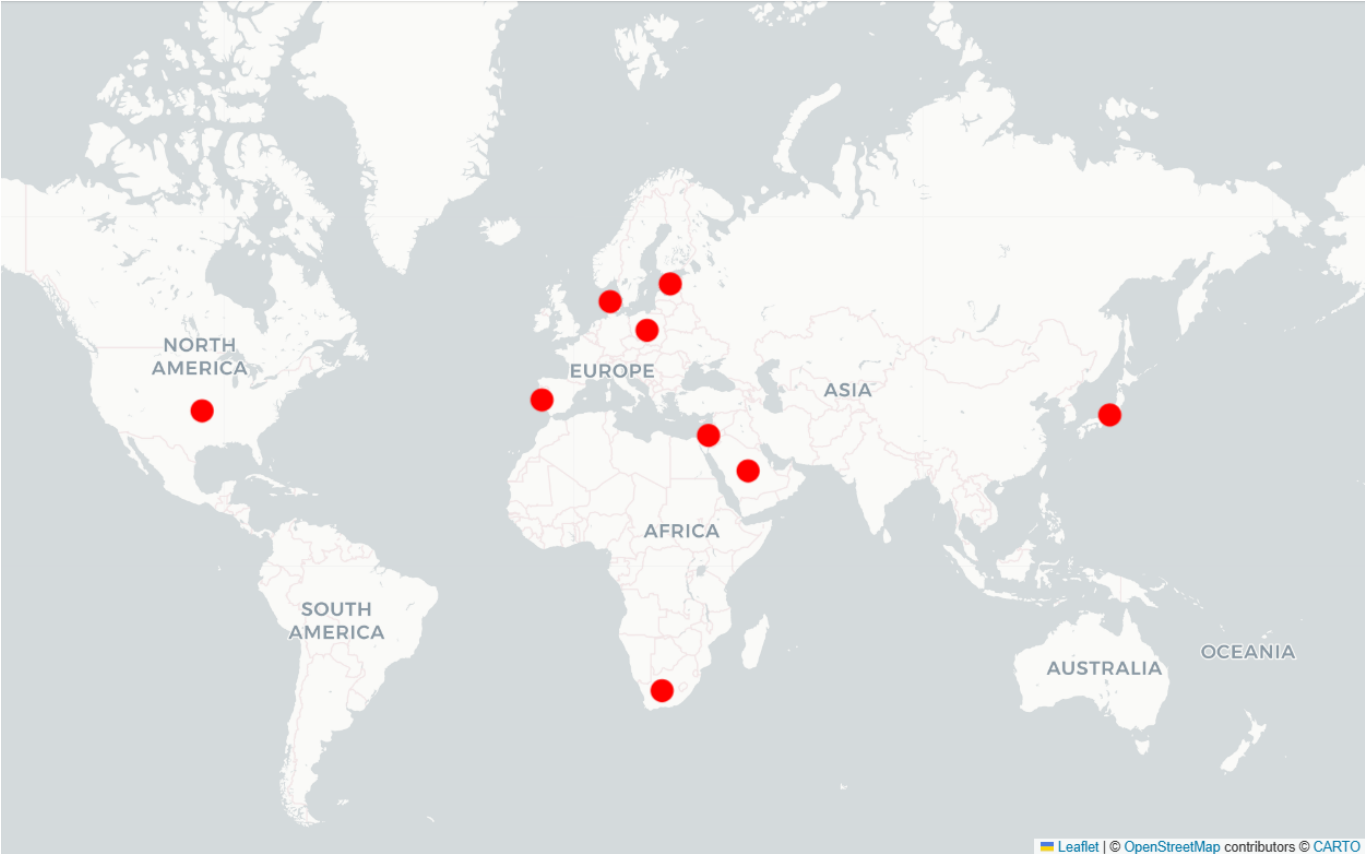 NORTH
AMERICA
EUROPE
ASIA
AFRICA
SOUTH
AMERICA
OCEANIA
AUSTRALIA
Leaflet | © OpenStreetMap contributors © CARTO